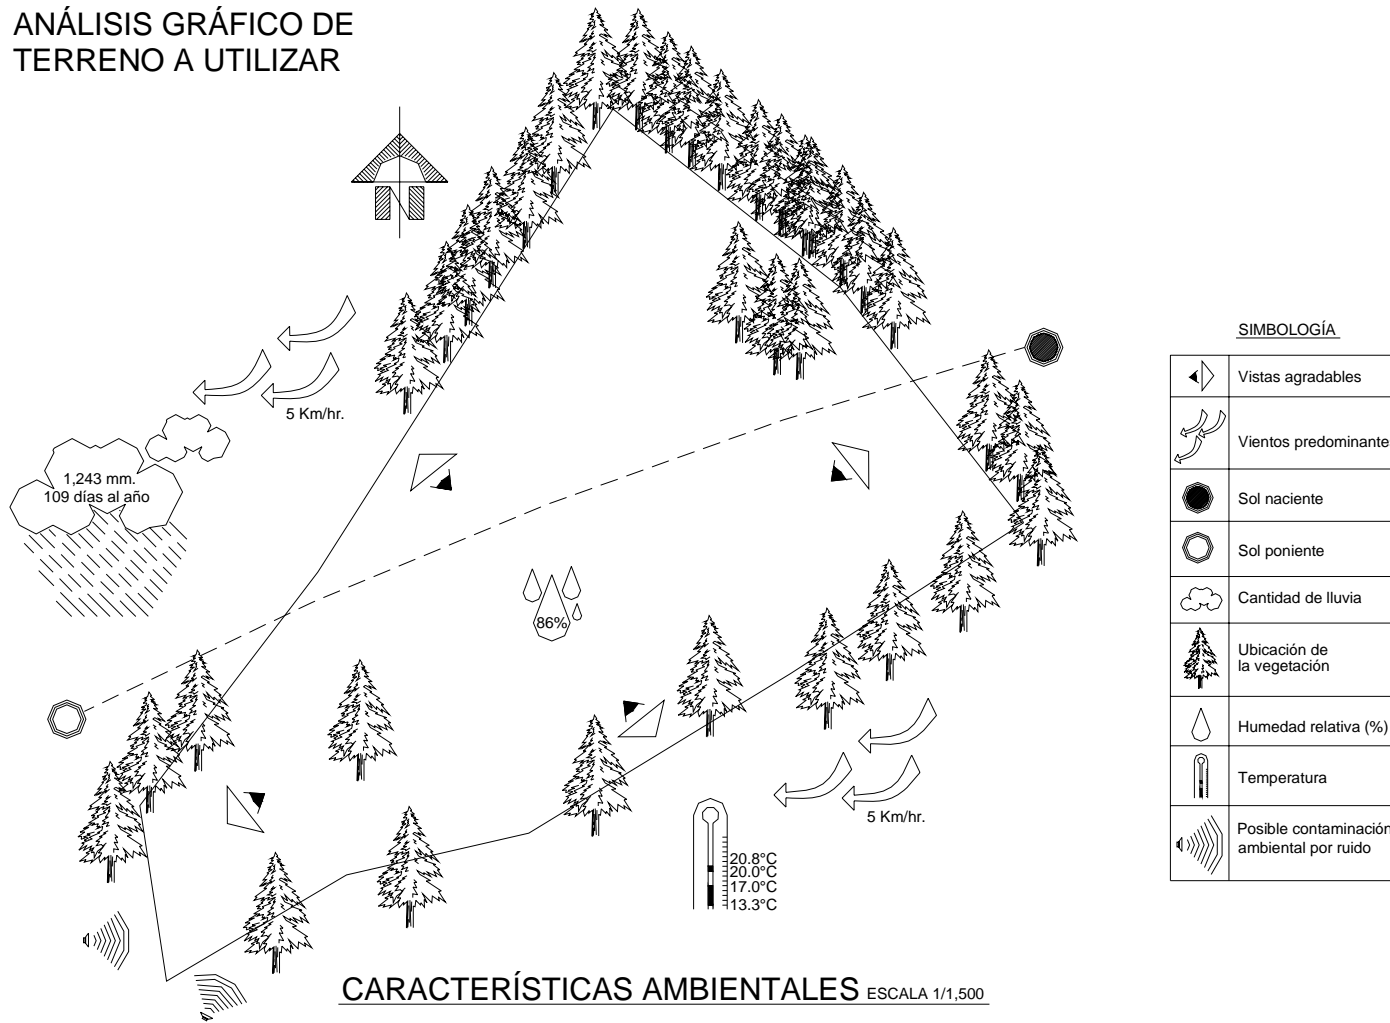 ANÁLISIS GRÁFICO DE
TERRENO A UTILIZAR
N
5 Km/hr.
1,243 mm.
109 días al año
86%
5 Km/hr.
20.8°C
20.0°C
17.0°C
13.3°C
SIMBOLOGÍA
Vistas agradables
Vientos predominante
Sol naciente
Sol poniente
Cantidad de lluvia
Ubicación de
la vegetación
Humedad relativa (%)
Temperatura
Posible contaminación
ambiental por ruido
CARACTERÍSTICAS AMBIENTALES ESCALA 1/1,500